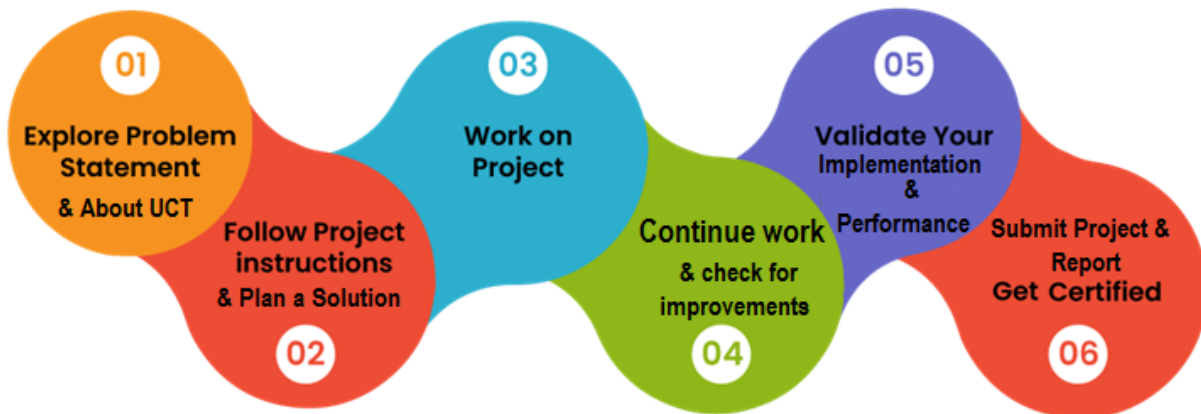 01
Explore Problem
Statement
& About UCT
Follow Project
instructions
& Plan a Solution
02
03
Work on
Project
Continue work
& check for
improvements
04
05
Validate Your
Implementation
&
Performance
Submit Project &
Report
Get Certified
06